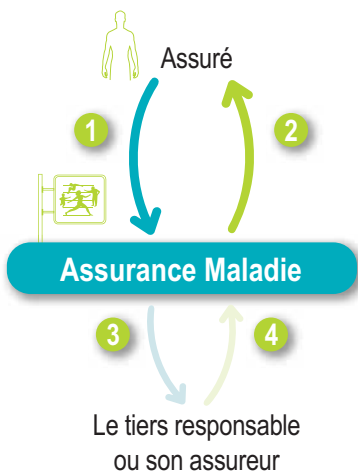 Assuré
1
2
Assurance Maladie
3
4
Le tiers responsable
ou son assureur